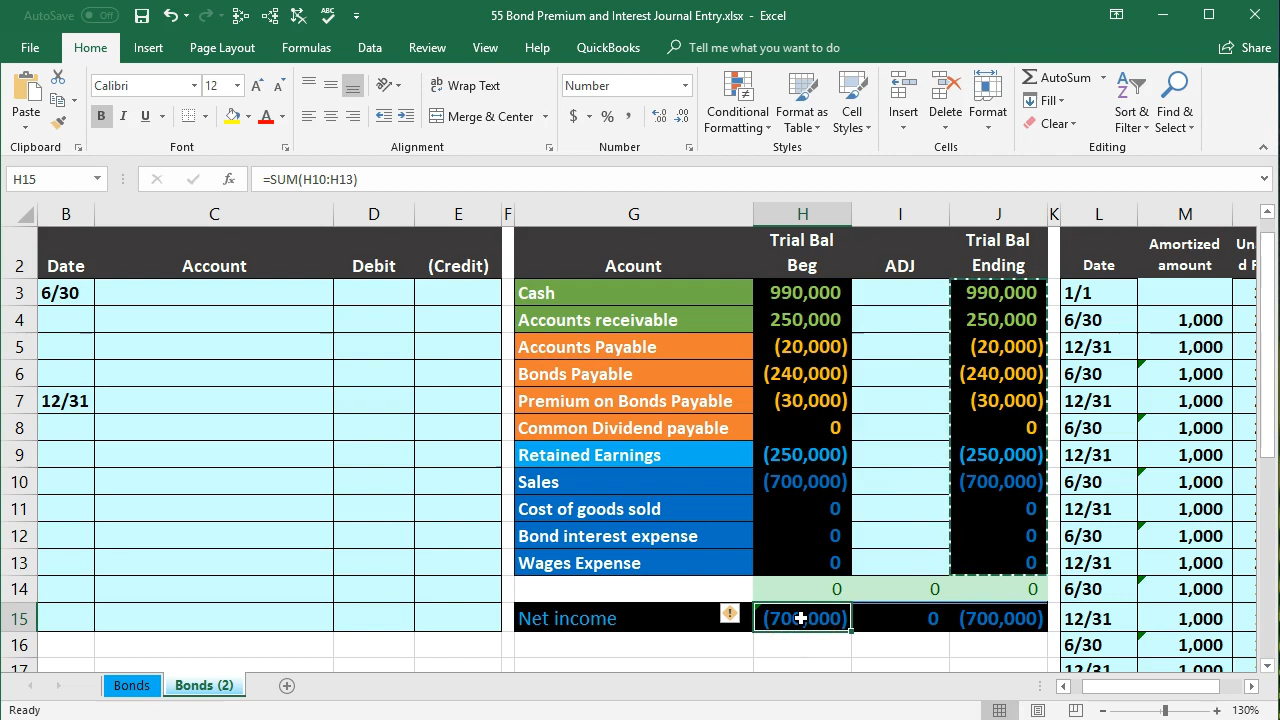 AutoSave Off 55 Bond Premium and Interest Journal Entry.xlsx - Excel
File Home Insert Page Layout Formulas Data Review View Help QuickBooks Tell me what you want to do Share
Calibri 12 Wrap Text Number AutoSum
Paste Merge & Center Conditional Formatting Format as Table Cell Styles Insert Delete Format Fill Clear Sort & Filter Find & Select
Clipboard Font Alignment Number Styles Cells Editing
H15 fx =SUM(H10:H13)
B C D E F G H I J K L M
2 Date Account Debit (Credit) Acount Trial Bal Beg ADJ Trial Bal Ending Date Amortized amount
3 6/30 Cash 990,000 990,000 1/1
4 Accounts receivable 250,000 250,000 6/30 1,000
5 Accounts Payable (20,000) (20,000) 12/31 1,000
6 Bonds Payable (240,000) (240,000) 6/30 1,000
7 12/31 Premium on Bonds Payable (30,000) (30,000) 12/31 1,000
8 Common Dividend payable 0 0 6/30 1,000
9 Retained Earnings (250,000) (250,000) 12/31 1,000
10 Sales (700,000) (700,000) 6/30 1,000
11 Cost of goods sold 0 0 12/31 1,000
12 Bond interest expense 0 0 6/30 1,000
13 Wages Expense 0 0 12/31 1,000
14 0 0 0 6/30 1,000
15 Net income (700,000) 0 (700,000) 12/31 1,000
16 6/30 1,000
17 12/31 1,000
Bonds Bonds (2)
Ready 130%